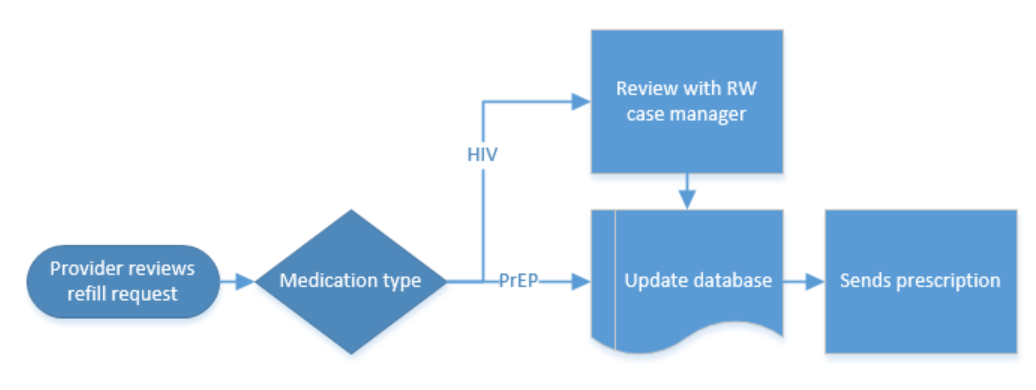 Provider reviews
refill request
Medication type
HIV
PrEP
Review with RW
case manager
Update database
Sends prescription